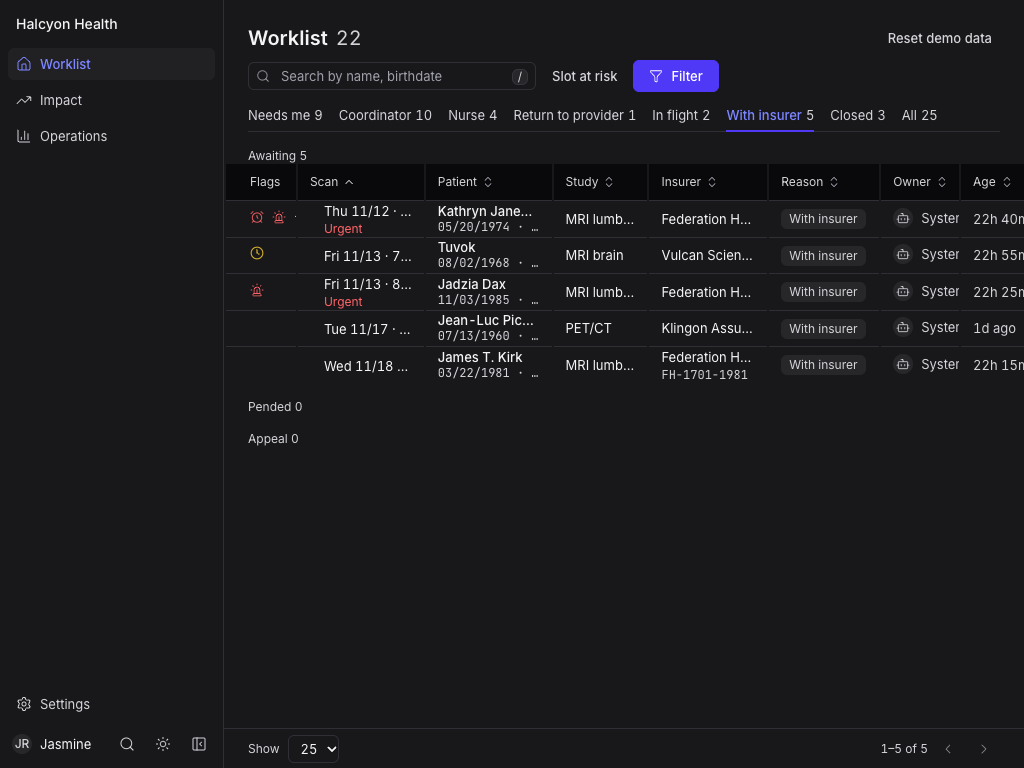 Halcyon Health
Worklist
Impact
Operations
Settings
JR Jasmine
Worklist 22
Reset demo data
Search by name, birthdate /
Slot at risk
Filter
Needs me 9 Coordinator 10 Nurse 4 Return to provider 1 In flight 2 With insurer 5 Closed 3 All 25
Awaiting 5
Flags Scan Patient Study Insurer Reason Owner Age
Thu 11/12 · ... Kathryn Jane... MRI lumb... Federation H... With insurer Syster 22h 40m
Urgent 05/20/1974 · …
Fri 11/13 · 7... Tuvok MRI brain Vulcan Scien... With insurer Syster 22h 55m
08/02/1968 · …
Fri 11/13 · 8... Jadzia Dax MRI lumb... Federation H... With insurer Syster 22h 25m
Urgent 11/03/1985 · …
Tue 11/17 · ... Jean-Luc Pic... PET/CT Klingon Assu... With insurer Syster 1d ago
07/13/1960 · …
Wed 11/18 ... James T. Kirk MRI lumb... Federation H... With insurer Syster 22h 15m
03/22/1981 · … FH-1701-1981
Pended 0
Appeal 0
Show 25
1–5 of 5